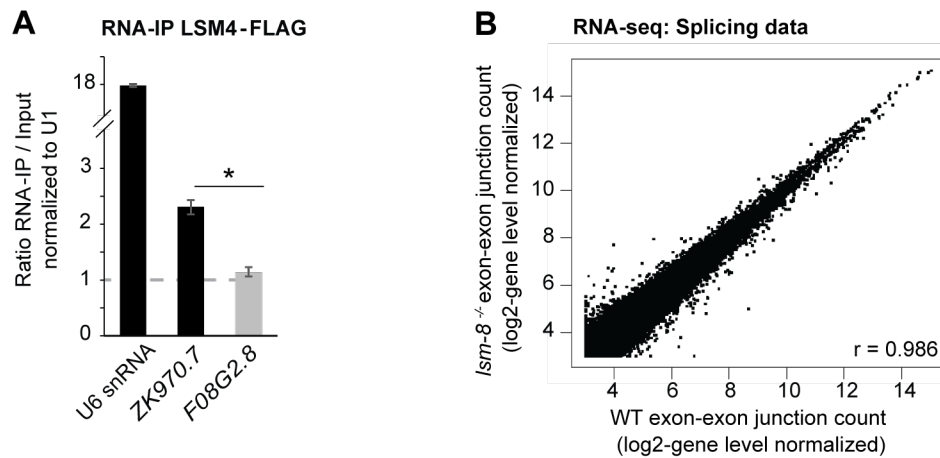 A
RNA-IP LSM4-FLAG
Ratio RNA-IP / Input
normalized to U1
18
3
2
1
0
*
U6 snRNA
ZK970.7
F08G2.8
B
RNA-seq: Splicing data
lsm-8 -/- exon-exon junction count
(log2-gene level normalized)
14
12
10
8
6
4
r = 0.986
4 6 8 10 12 14
WT exon-exon junction count
(log2-gene level normalized)